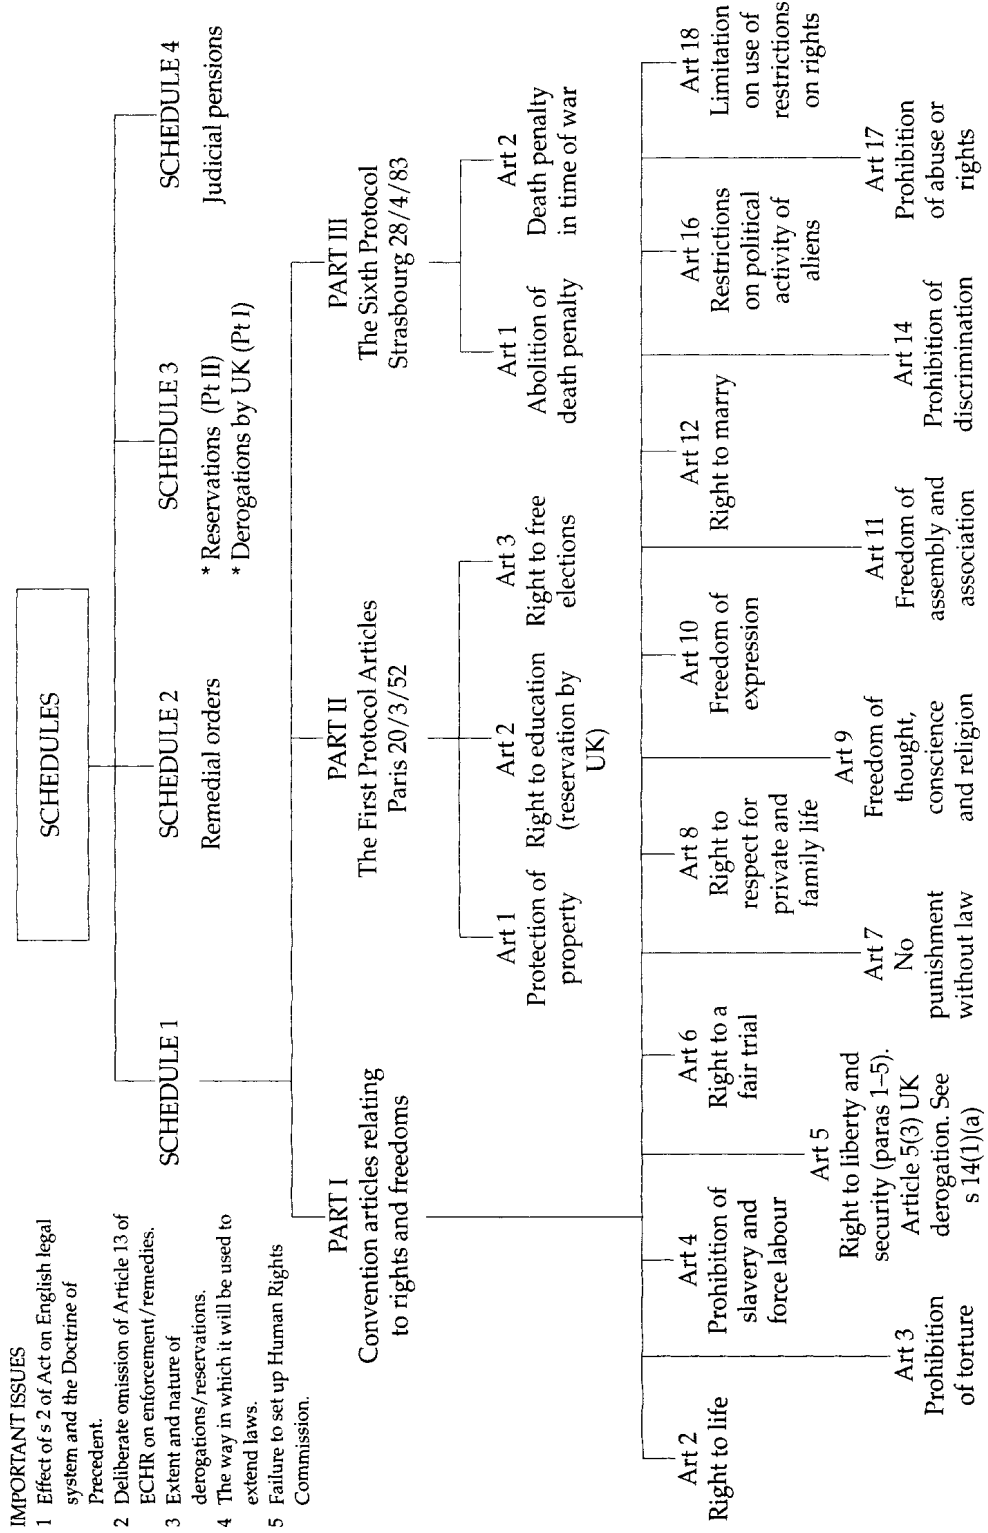 IMPORTANT ISSUES
1 Effect of s 2 of Act on English legal
system and the Doctrine of
Precedent.
2 Deliberate omission of Article 13 of
ECHR on enforcement/remedies.
3 Extent and nature of
derogations/reservations.
4 The way in which it will be used to
extend laws.
5 Failure to set up Human Rights
Commission.
SCHEDULES
SCHEDULE 1
SCHEDULE 2
Remedial orders
SCHEDULE 3
* Reservations (Pt II)
* Derogations by UK (Pt I)
SCHEDULE 4
Judicial pensions
PART I
Convention articles relating
to rights and freedoms
PART II
The First Protocol Articles
Paris 20/3/52
PART III
The Sixth Protocol
Strasbourg 28/4/83
Art 1
Protection of
property
Art 2
Right to education
(reservation by
UK)
Art 3
Right to free
elections
Art 1
Abolition of
death penalty
Art 2
Death penalty
in time of war
Art 2
Right to life
Art 3
Prohibition
of torture
Art 4
Prohibition of
slavery and
force labour
Art 5
Right to liberty and
security (paras 1–5).
Article 5(3) UK
derogation. See
s 14(1)(a)
Art 6
Right to a
fair trial
Art 7
No
punishment
without law
Art 8
Right to
respect for
private and
family life
Art 9
Freedom of
thought,
conscience
and religion
Art 10
Freedom of
expression
Art 11
Freedom of
assembly and
association
Art 12
Right to marry
Art 14
Prohibition of
discrimination
Art 16
Restrictions
on political
activity of
aliens
Art 17
Prohibition
of abuse or
rights
Art 18
Limitation
on use of
restrictions
on rights